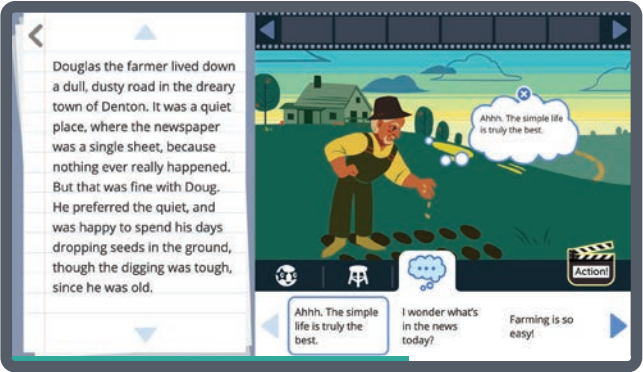 Douglas the farmer lived down
a dull, dusty road in the dreary
town of Denton. It was a quiet
place, where the newspaper
was a single sheet, because
nothing ever really happened.
But that was fine with Doug.
He preferred the quiet, and
was happy to spend his days
dropping seeds in the ground,
though the digging was tough,
since he was old.
Ahhh. The simple life
is truly the best.
Action!
Ahhh. The simple
life is truly the
best.
I wonder what's
in the news
today?
Farming is so
easy!